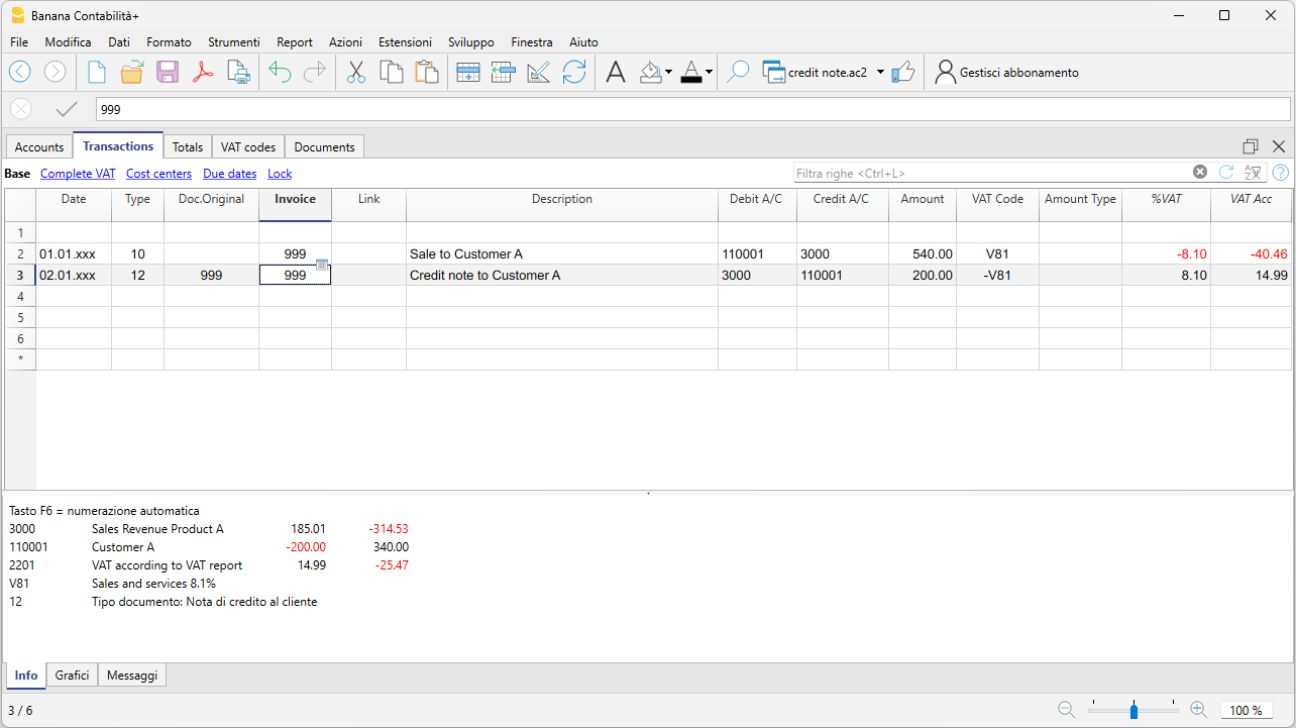 Banana Contabilità+
File Modifica Dati Formato Strumenti Report Azioni Estensioni Sviluppo Finestra Aiuto
credit note.ac2 Gestisci abbonamento
999
Accounts Transactions Totals VAT codes Documents
Base Complete VAT Cost centers Due dates Lock Filtra righe <Ctrl+L>
Date Type Doc.Original Invoice Link Description Debit A/C Credit A/C Amount VAT Code Amount Type %VAT VAT Acc
1
2 01.01.xxx 10 999 Sale to Customer A 110001 3000 540.00 V81 -8.10 -40.46
3 02.01.xxx 12 999 999 Credit note to Customer A 3000 110001 200.00 -V81 8.10 14.99
4
5
6
*
Tasto F6 = numerazione automatica
3000 Sales Revenue Product A 185.01 -314.53
110001 Customer A -200.00 340.00
2201 VAT according to VAT report 14.99 -25.47
V81 Sales and services 8.1%
12 Tipo documento: Nota di credito al cliente
Info Grafici Messaggi
3 / 6 100 %